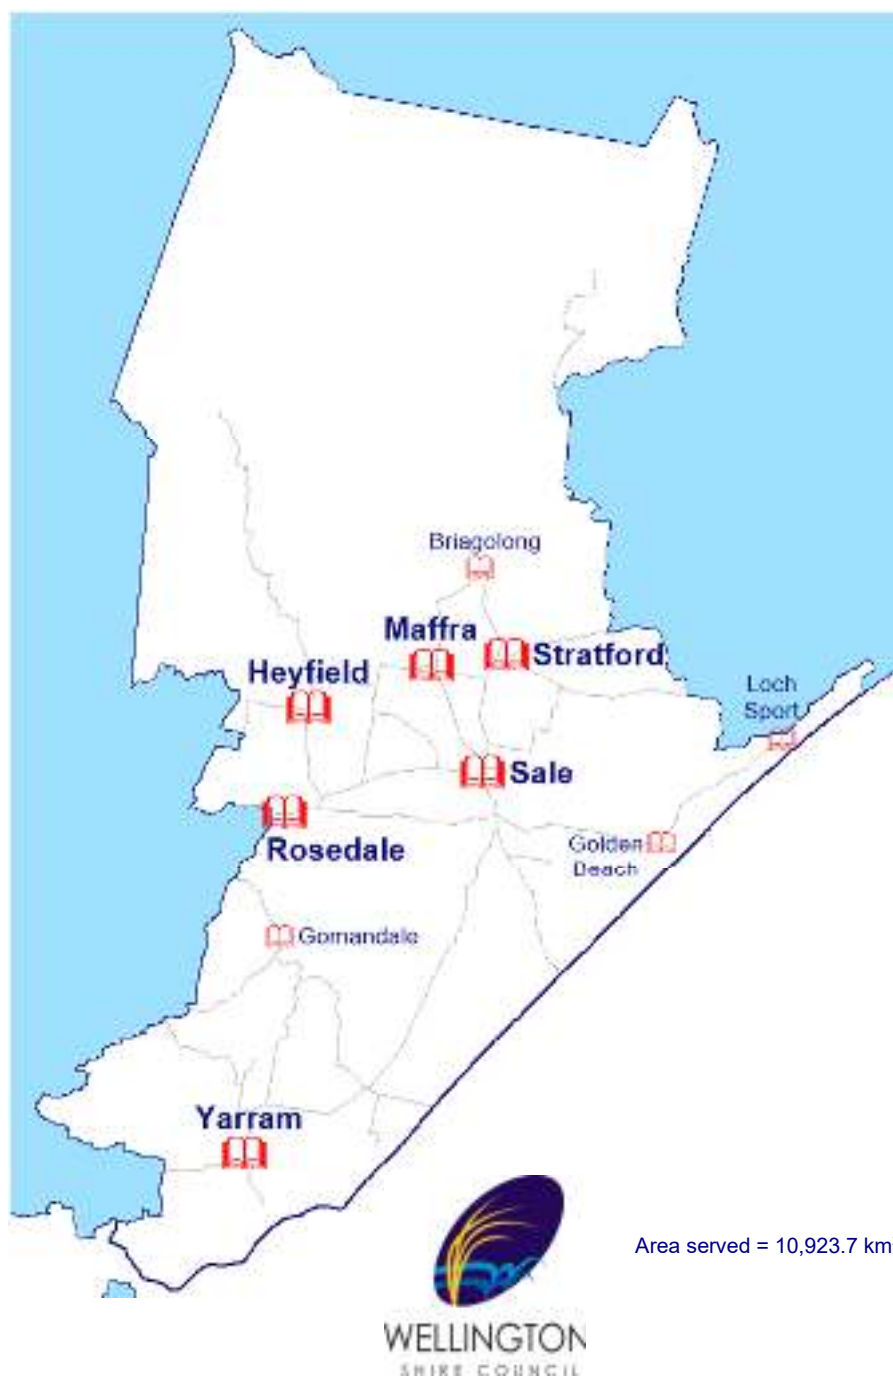 Briagolong
Maffra
Stratford
Heyfield
Loch
Sport
Sale
Rosedale
Golden
Beach
Gormandale
Yarram
Area served = 10,923.7 km
WELLINGTON
SHIRE COUNCIL